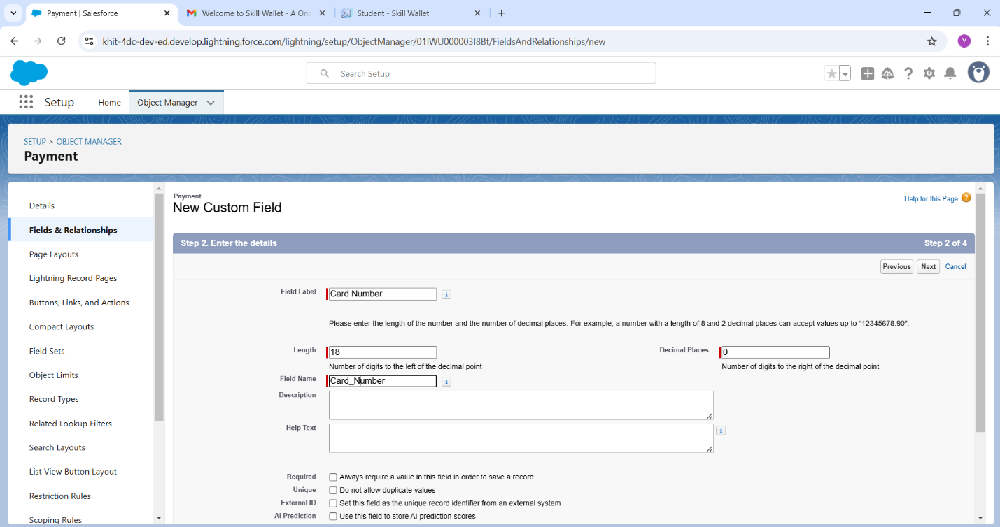 Payment | Salesforce
Welcome to Skill Wallet - A One
Student - Skill Wallet
khit-4dc-dev-ed.develop.lightning.force.com/lightning/setup/ObjectManager/01IWU000003I8Bt/FieldsAndRelationships/new
Y
Search Setup
Setup
Home
Object Manager
SETUP > OBJECT MANAGER
Payment
Details
Fields & Relationships
Page Layouts
Lightning Record Pages
Buttons, Links, and Actions
Compact Layouts
Field Sets
Object Limits
Record Types
Related Lookup Filters
Search Layouts
List View Button Layout
Restriction Rules
Scoping Rules
Payment
New Custom Field
Help for this Page
Step 2. Enter the details
Step 2 of 4
Previous Next Cancel
Field Label Card Number
Please enter the length of the number and the number of decimal places. For example, a number with a length of 8 and 2 decimal places can accept values up to "12345678.90".
Length 18
Decimal Places 0
Number of digits to the left of the decimal point
Number of digits to the right of the decimal point
Field Name Card_Number
Description
Help Text
Required Always require a value in this field in order to save a record
Unique Do not allow duplicate values
External ID Set this field as the unique record identifier from an external system
AI Prediction Use this field to store AI prediction scores